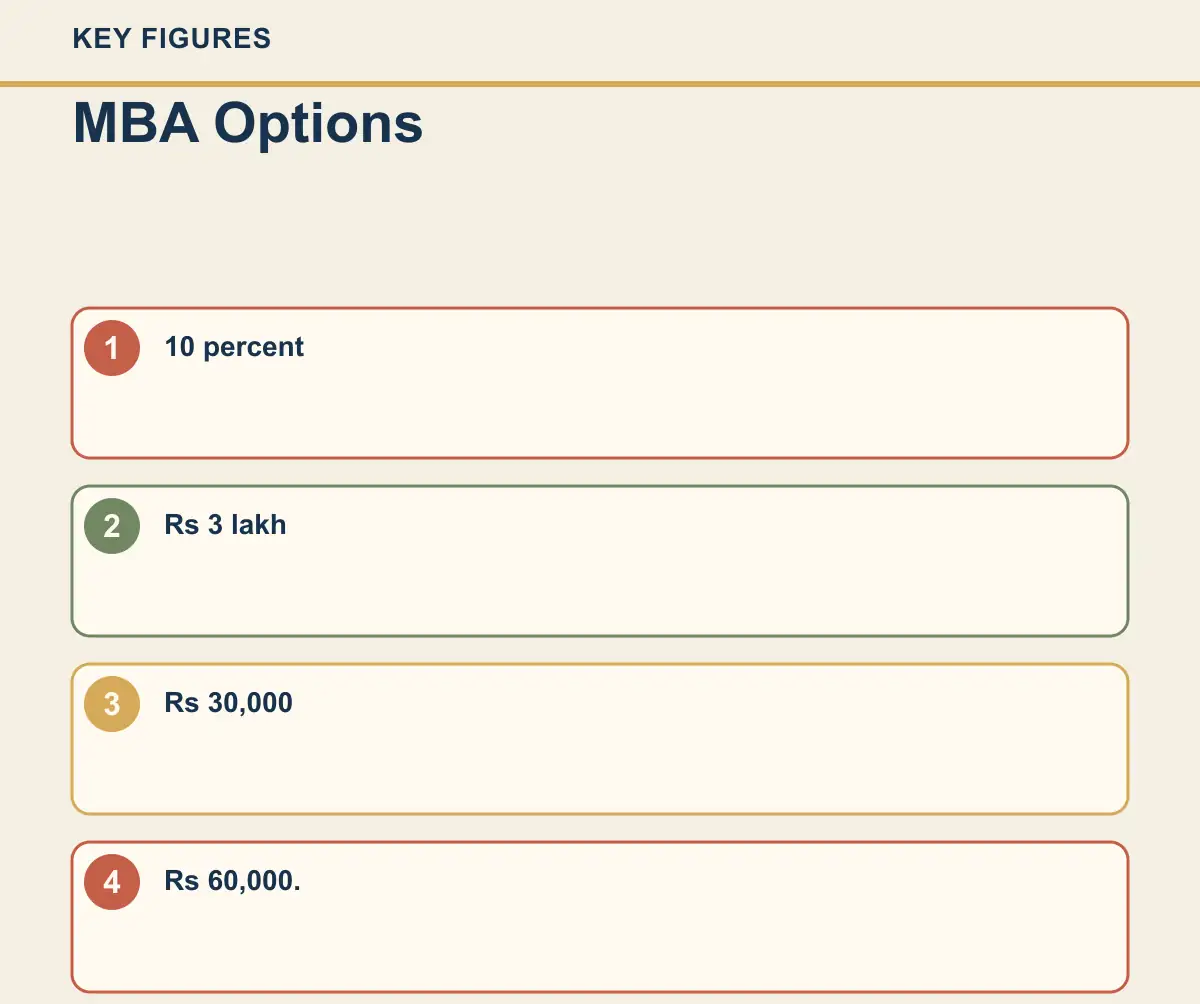 KEY FIGURES
MBA Options
1 10 percent
2 Rs 3 lakh
3 Rs 30,000
4 Rs 60,000.